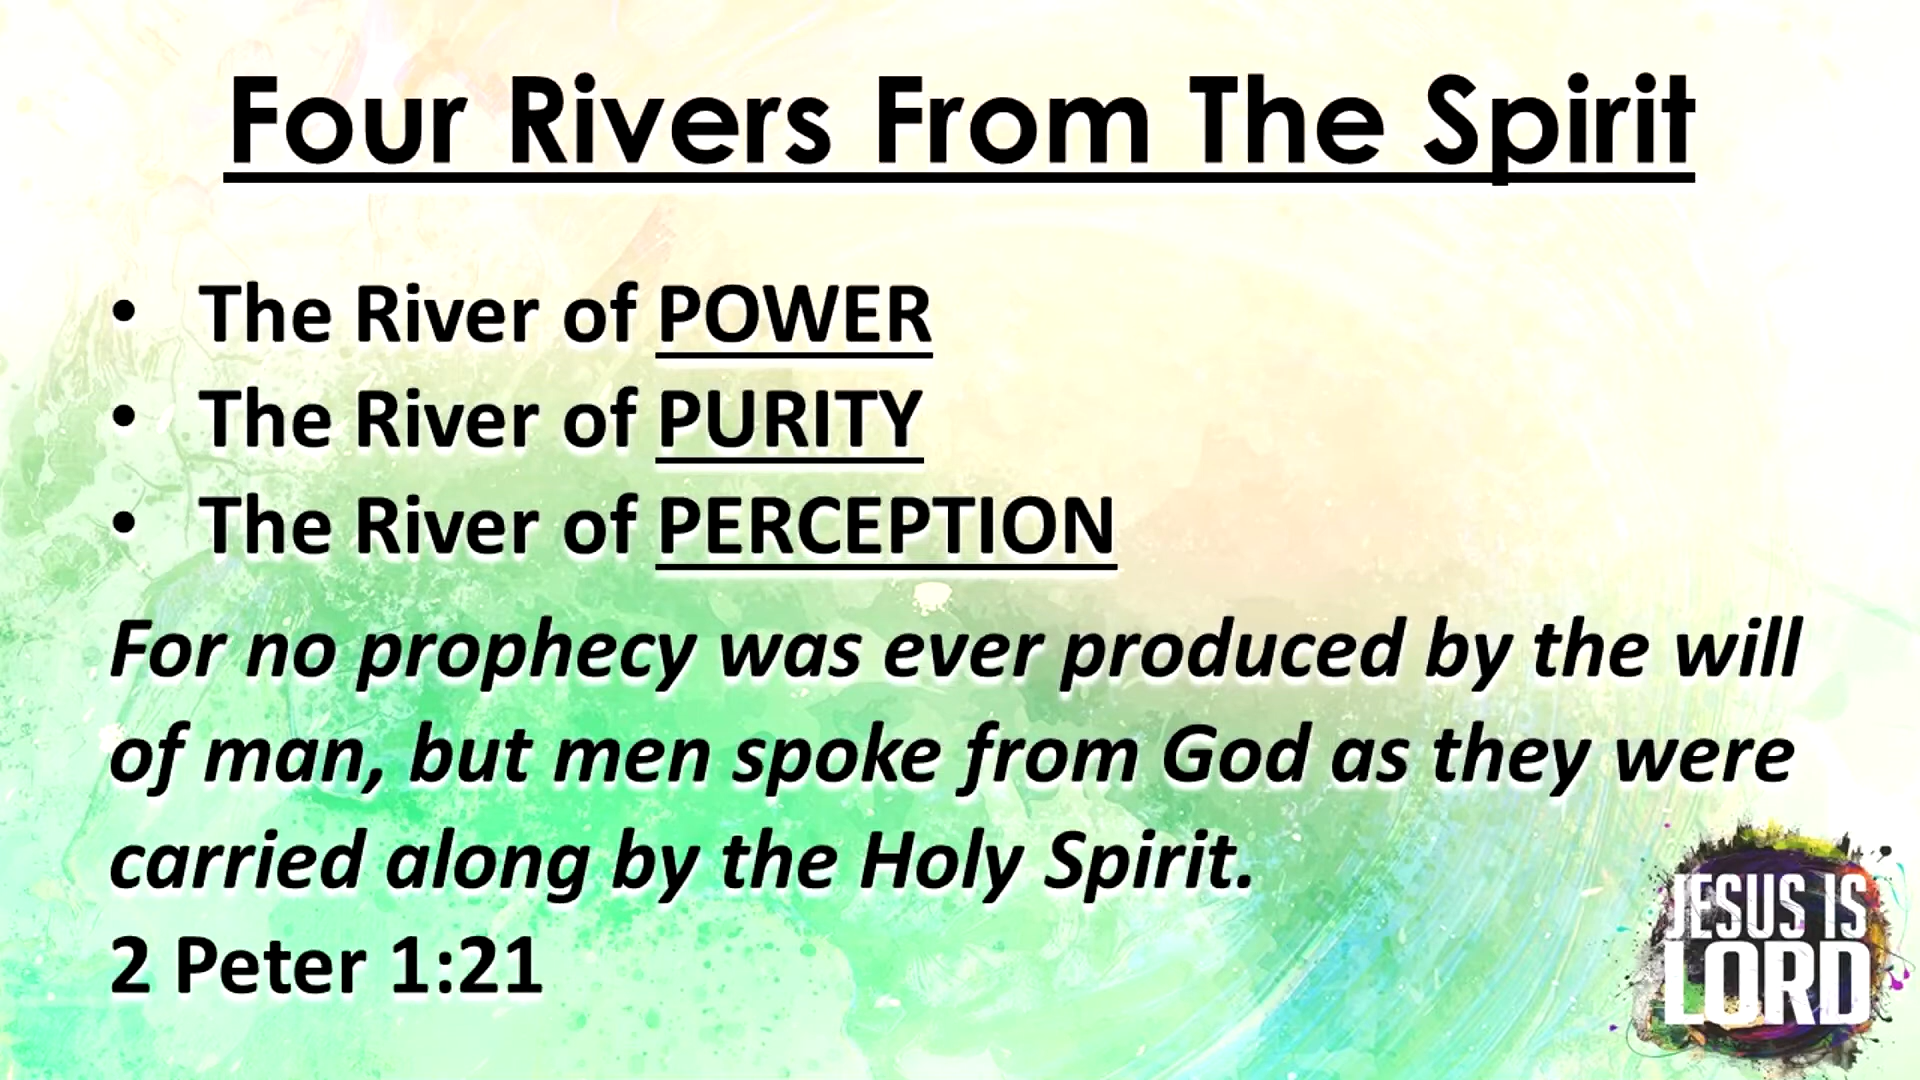 Four Rivers From The Spirit
• The River of POWER
• The River of PURITY
• The River of PERCEPTION
For no prophecy was ever produced by the will
of man, but men spoke from God as they were
carried along by the Holy Spirit.
2 Peter 1:21
JESUS IS
LORD